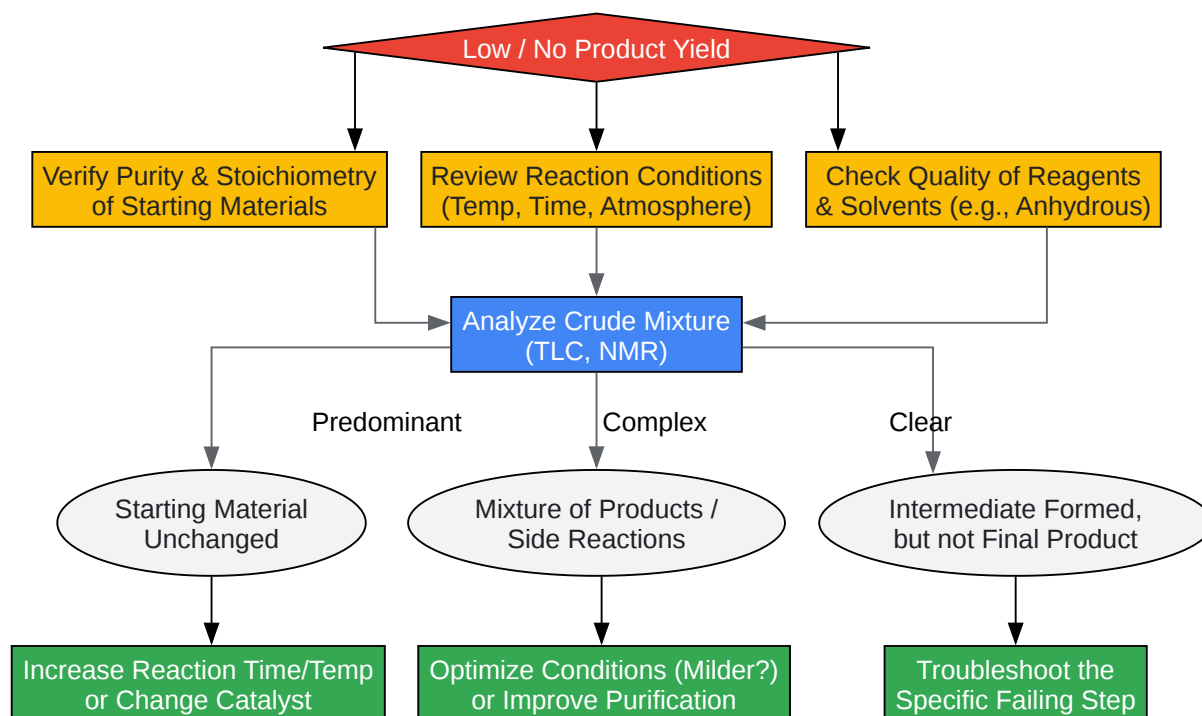 Low / No Product Yield
Verify Purity & Stoichiometry
of Starting Materials
Review Reaction Conditions
(Temp, Time, Atmosphere)
Check Quality of Reagents
& Solvents (e.g., Anhydrous)
Analyze Crude Mixture
(TLC, NMR)
Predominant
Complex
Clear
Starting Material
Unchanged
Mixture of Products /
Side Reactions
Intermediate Formed,
but not Final Product
Increase Reaction Time/Temp
or Change Catalyst
Optimize Conditions (Milder?)
or Improve Purification
Troubleshoot the
Specific Failing Step